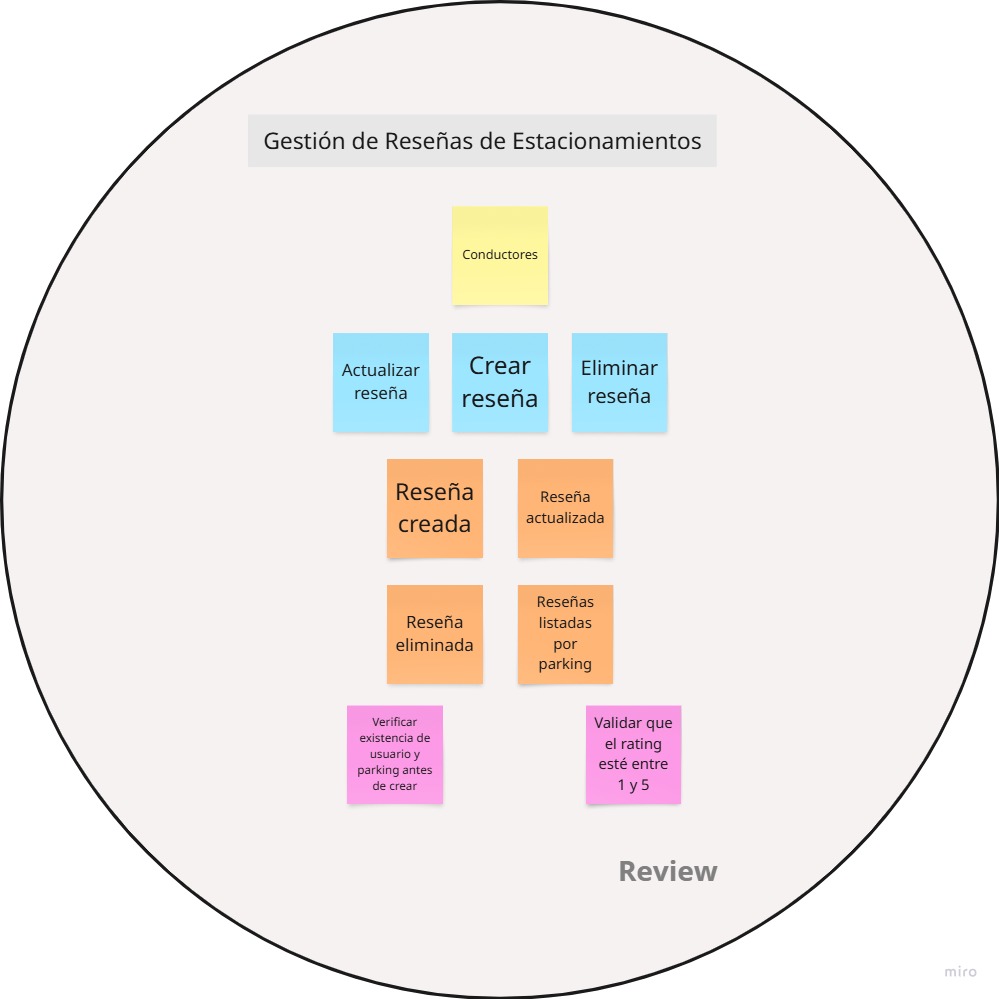 Gestión de Reseñas de Estacionamientos
Conductores
Actualizar
reseña
Crear
reseña
Eliminar
reseña
Reseña
creada
Reseña
actualizada
Reseña
eliminada
Reseñas
listadas
por
parking
Verificar
existencia de
usuario y
parking antes
de crear
Validar que
el rating
esté entre
1 y 5
Review
miro